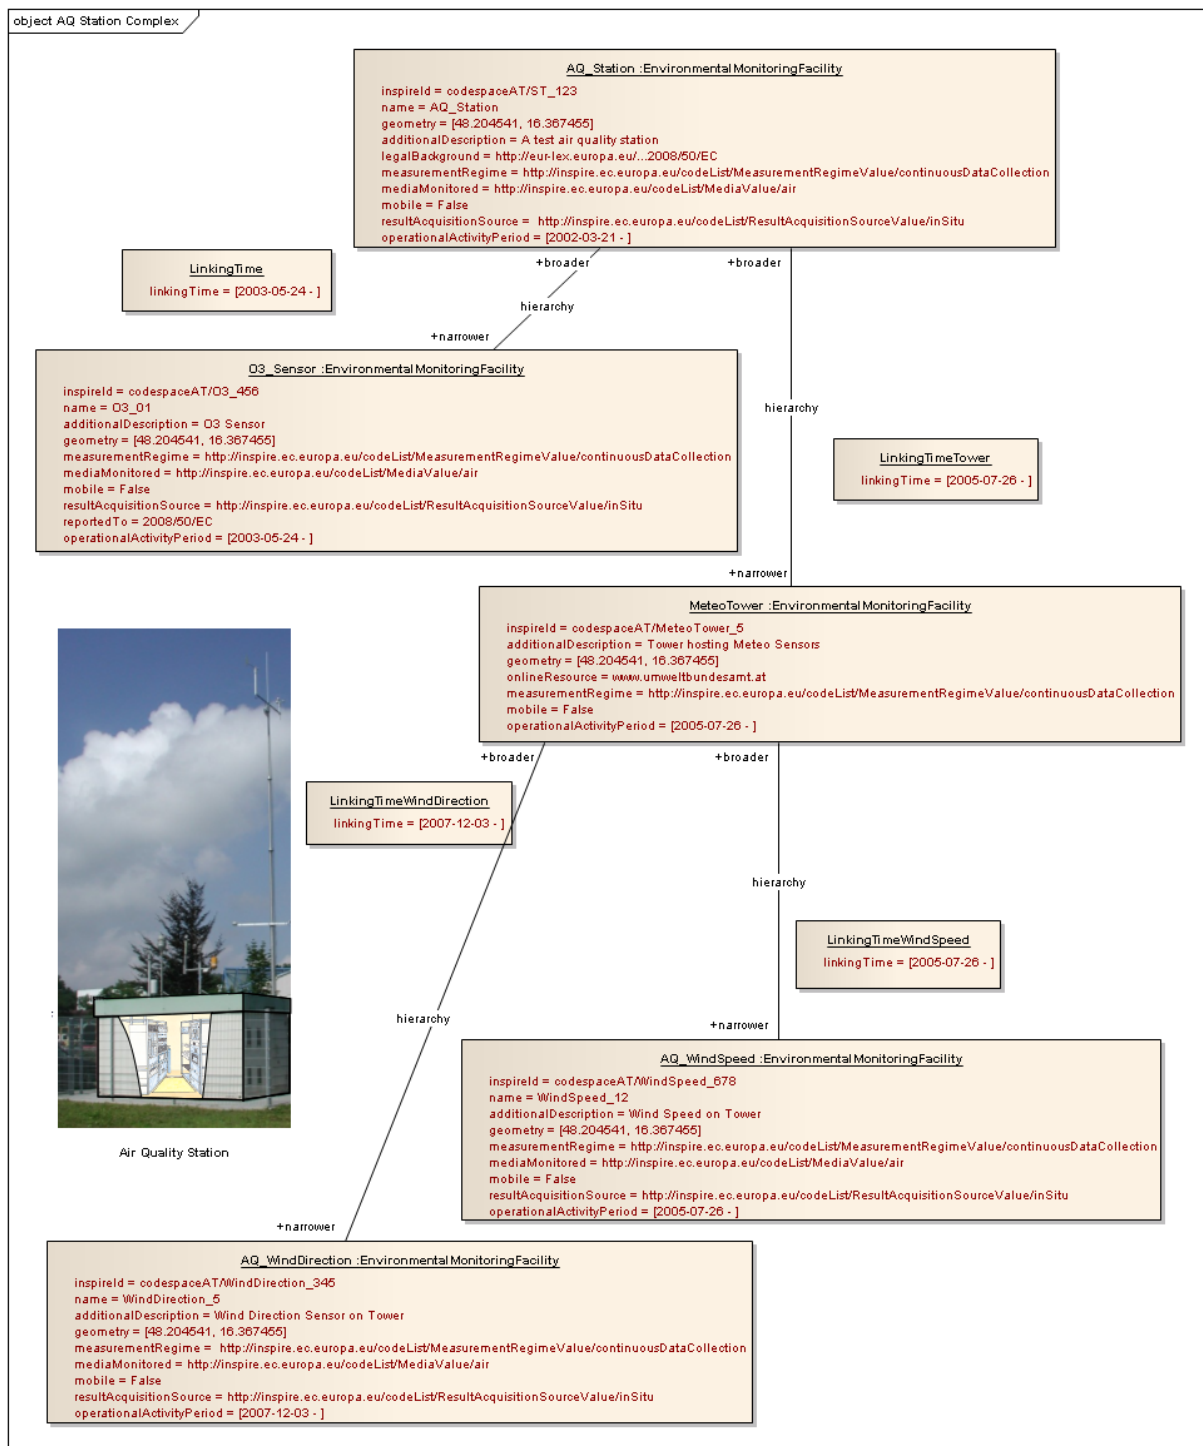 object AQ Station Complex
AQ_Station :EnvironmentalMonitoringFacility
inspireId = codespaceAT/ST_123
name = AQ_Station
geometry = [48.204541, 16.367455]
additionalDescription = A test air quality station
legalBackground = http://eur-lex.europa.eu/...2008/50/EC
measurementRegime = http://inspire.ec.europa.eu/codeList/MeasurementRegimeValue/continuousDataCollection
mediaMonitored = http://inspire.ec.europa.eu/codeList/MediaValue/air
mobile = False
resultAcquisitionSource =  http://inspire.ec.europa.eu/codeList/ResultAcquisitionSourceValue/inSitu
operationalActivityPeriod = [2002-03-21 - ]
+broader
+broader
LinkingTime
linkingTime = [2003-05-24 - ]
hierarchy
+narrower
O3_Sensor :EnvironmentalMonitoringFacility
inspireId = codespaceAT/O3_456
name = O3_01
additionalDescription = O3 Sensor
geometry = [48.204541, 16.367455]
measurementRegime = http://inspire.ec.europa.eu/codeList/MeasurementRegimeValue/continuousDataCollection
mediaMonitored = http://inspire.ec.europa.eu/codeList/MediaValue/air
mobile = False
resultAcquisitionSource = http://inspire.ec.europa.eu/codeList/ResultAcquisitionSourceValue/inSitu
reportedTo = 2008/50/EC
operationalActivityPeriod = [2003-05-24 - ]
hierarchy
LinkingTimeTower
linkingTime = [2005-07-26 - ]
+narrower
MeteoTower :EnvironmentalMonitoringFacility
inspireId = codespaceAT/MeteoTower_5
additionalDescription = Tower hosting Meteo Sensors
geometry = [48.204541, 16.367455]
onlineResource = www.umweltbundesamt.at
measurementRegime = http://inspire.ec.europa.eu/codeList/MeasurementRegimeValue/continuousDataCollection
mobile = False
operationalActivityPeriod = [2005-07-26 - ]
+broader
+broader
LinkingTimeWindDirection
linkingTime = [2007-12-03 - ]
hierarchy
LinkingTimeWindSpeed
linkingTime = [2005-07-26 - ]
hierarchy
+narrower
AQ_WindSpeed :EnvironmentalMonitoringFacility
inspireId = codespaceAT/WindSpeed_678
name = WindSpeed_12
additionalDescription = Wind Speed on Tower
geometry = [48.204541, 16.367455]
measurementRegime = http://inspire.ec.europa.eu/codeList/MeasurementRegimeValue/continuousDataCollection
mediaMonitored = http://inspire.ec.europa.eu/codeList/MediaValue/air
mobile = False
resultAcquisitionSource = http://inspire.ec.europa.eu/codeList/ResultAcquisitionSourceValue/inSitu
operationalActivityPeriod = [2005-07-26 - ]
:
Air Quality Station
+narrower
AQ_WindDirection :EnvironmentalMonitoringFacility
inspireId = codespaceAT/WindDirection_345
name = WindDirection_5
additionalDescription = Wind Direction Sensor on Tower
geometry = [48.204541, 16.367455]
measurementRegime =  http://inspire.ec.europa.eu/codeList/MeasurementRegimeValue/continuousDataCollection
mediaMonitored = http://inspire.ec.europa.eu/codeList/MediaValue/air
mobile = False
resultAcquisitionSource = http://inspire.ec.europa.eu/codeList/ResultAcquisitionSourceValue/inSitu
operationalActivityPeriod = [2007-12-03 - ]